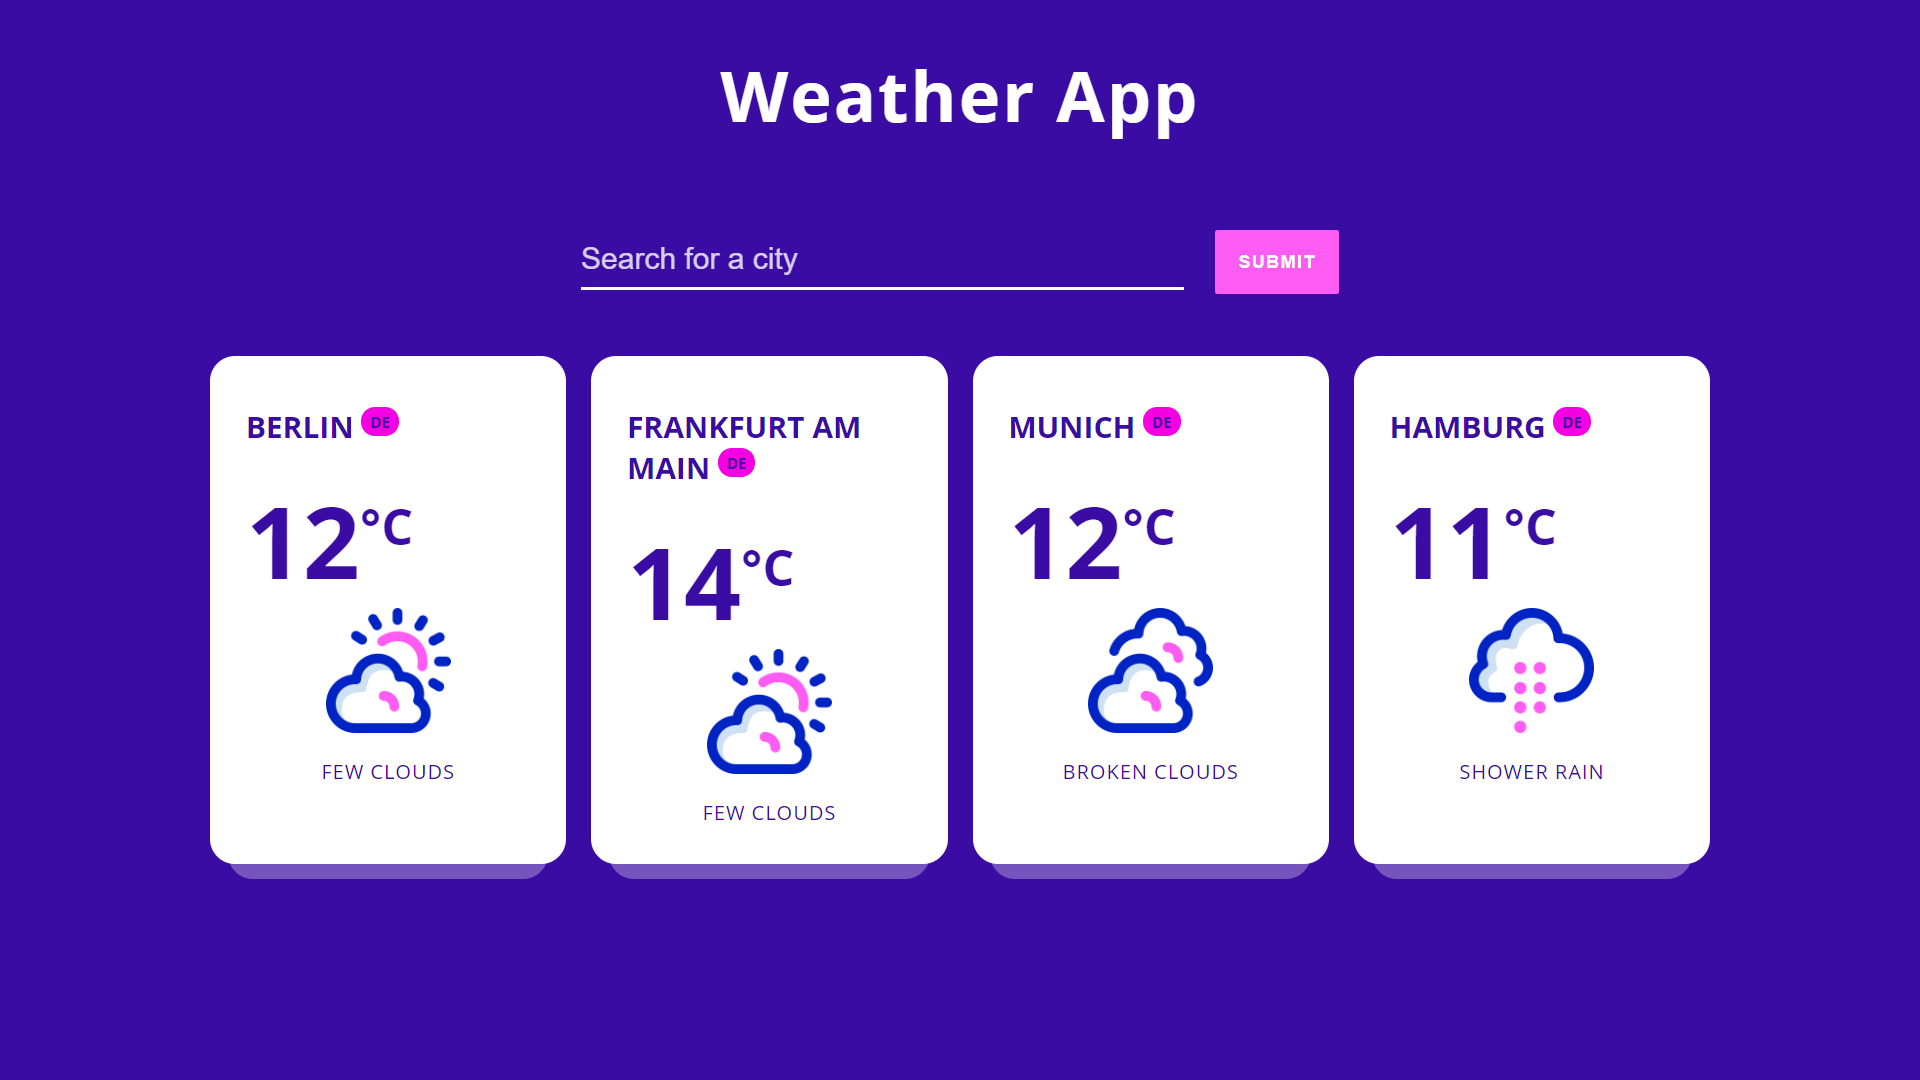 Weather App
Search for a city
SUBMIT
BERLIN DE
12°C
FEW CLOUDS
FRANKFURT AM
MAIN DE
14°C
FEW CLOUDS
MUNICH DE
12°C
BROKEN CLOUDS
HAMBURG DE
11°C
SHOWER RAIN